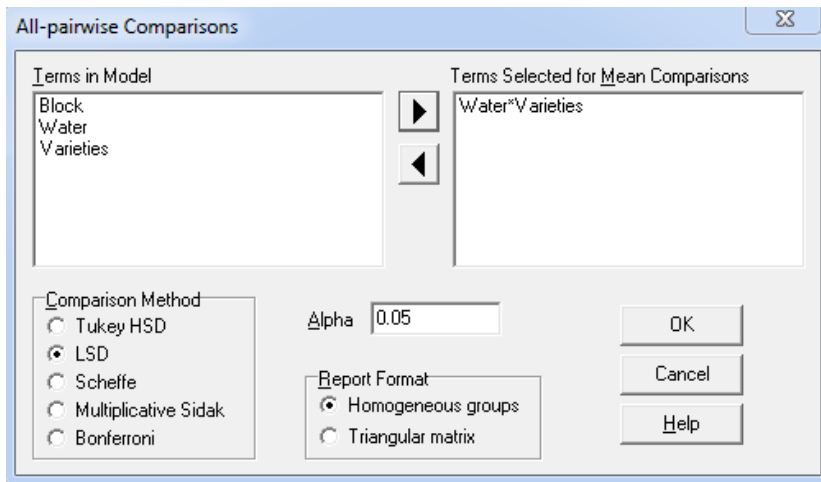 All-pairwise Comparisons
Terms in Model
Block
Water
Varieties
Terms Selected for Mean Comparisons
Water*Varieties
Comparison Method
Tukey HSD
LSD
Scheffe
Multiplicative Sidak
Bonferroni
Alpha 0.05
Report Format
Homogeneous groups
Triangular matrix
OK
Cancel
Help